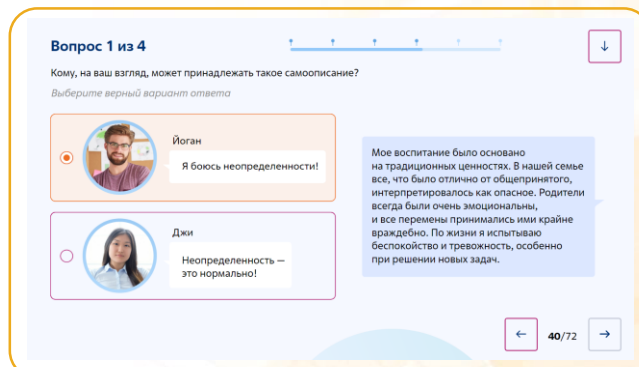 Вопрос 1 из 4
↓
Кому, на ваш взгляд, может принадлежать такое самоописание?
Выберите верный вариант ответа
Йоган
Я боюсь неопределенности!
Джи
Неопределенность —
это нормально!
Мое воспитание было основано
на традиционных ценностях. В нашей семье
все, что было отлично от общепринятого,
интерпретировалось как опасное. Родители
всегда были очень эмоциональны,
и все перемены принимались ими крайне
враждебно. По жизни я испытываю
беспокойство и тревожность, особенно
при решении новых задач.
← 40/72 →